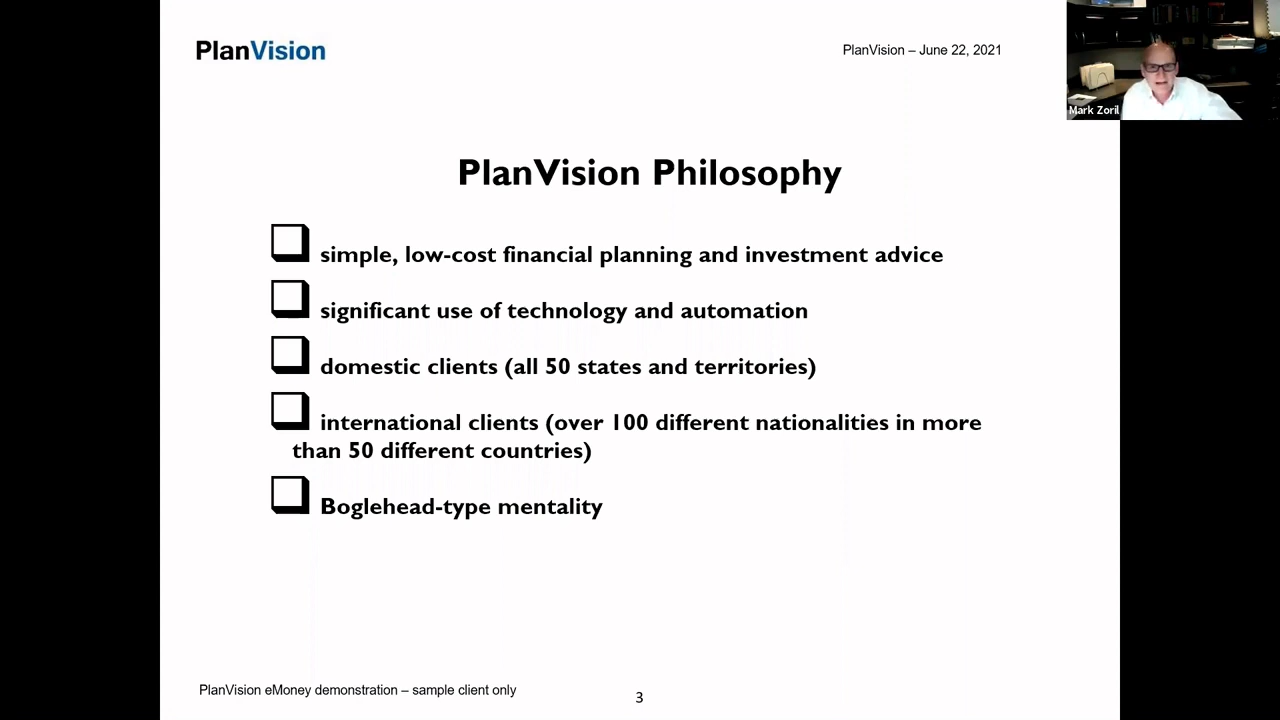 PlanVision
PlanVision – June 22, 2021
Mark Zoril
PlanVision Philosophy
simple, low-cost financial planning and investment advice
significant use of technology and automation
domestic clients (all 50 states and territories)
international clients (over 100 different nationalities in more
than 50 different countries)
Boglehead-type mentality
PlanVision eMoney demonstration – sample client only
3